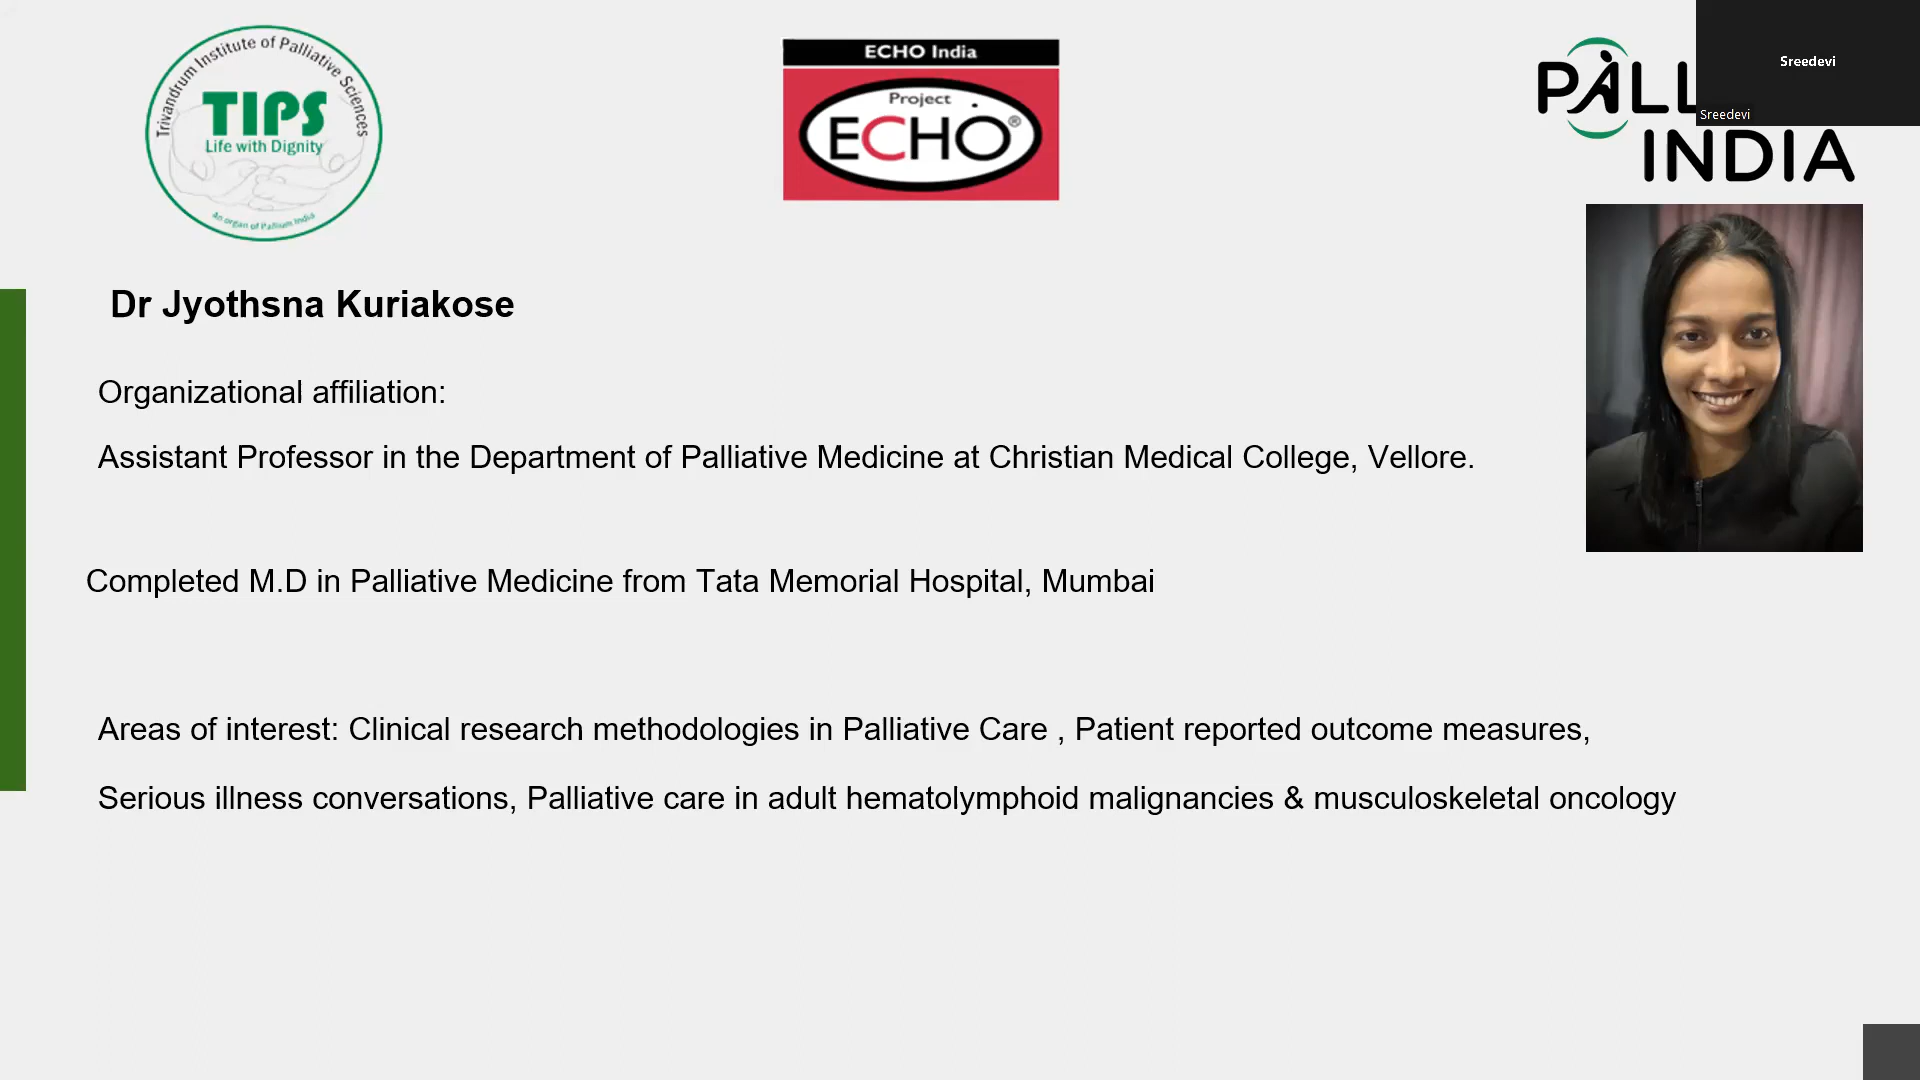 Trivandrum Institute of Palliative Sciences
TIPS
Life with Dignity
An organ of Pallium India
ECHO India
Project
ECHO®
PALL
INDIA
Sreedevi
Sreedevi
Dr Jyothsna Kuriakose
Organizational affiliation:
Assistant Professor in the Department of Palliative Medicine at Christian Medical College, Vellore.
Completed M.D in Palliative Medicine from Tata Memorial Hospital, Mumbai
Areas of interest: Clinical research methodologies in Palliative Care , Patient reported outcome measures,
Serious illness conversations, Palliative care in adult hematolymphoid malignancies & musculoskeletal oncology